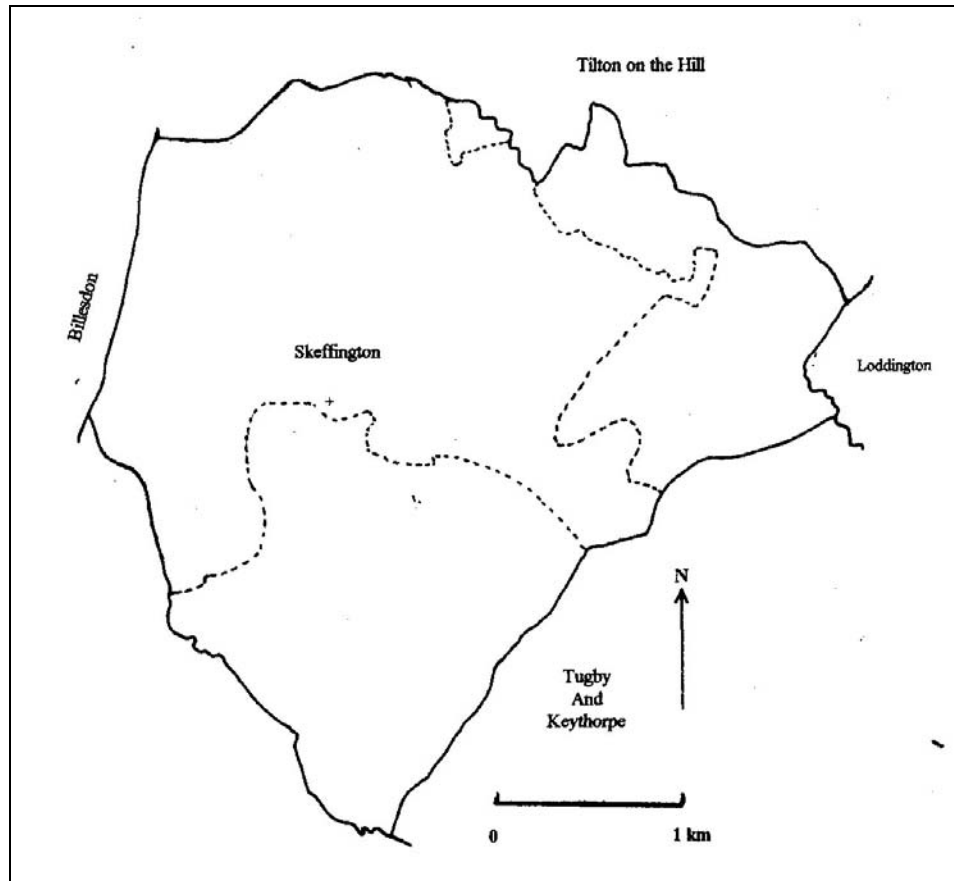 Tilton on the Hill
Billesdon
Skeffington
Loddington
N
Tugby
And
Keythorpe
0
1 km